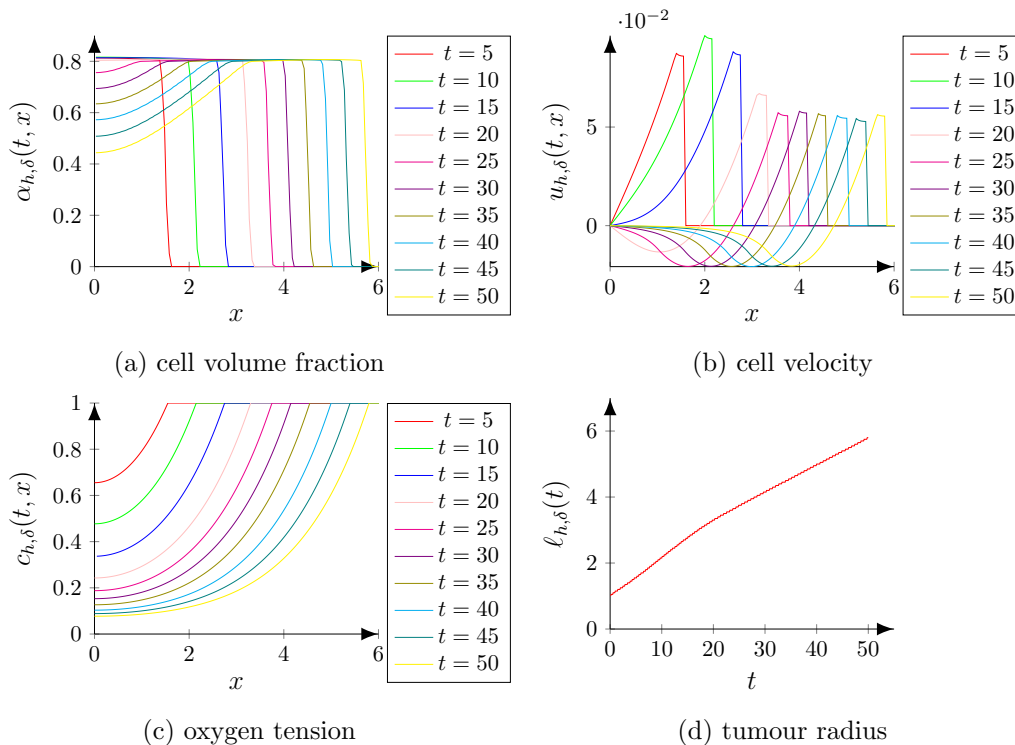 0 2 4 6
0
0.2
0.4
0.6
0.8
x
α_{h,δ}(t, x)
t = 5
t = 10
t = 15
t = 20
t = 25
t = 30
t = 35
t = 40
t = 45
t = 50
(a) cell volume fraction
·10^{−2}
0 2 4 6
0
5
x
u_{h,δ}(t, x)
t = 5
t = 10
t = 15
t = 20
t = 25
t = 30
t = 35
t = 40
t = 45
t = 50
(b) cell velocity
0 2 4 6
0
0.2
0.4
0.6
0.8
1
x
c_{h,δ}(t, x)
t = 5
t = 10
t = 15
t = 20
t = 25
t = 30
t = 35
t = 40
t = 45
t = 50
(c) oxygen tension
0 10 20 30 40 50
0
2
4
6
t
ℓ_{h,δ}(t)
(d) tumour radius